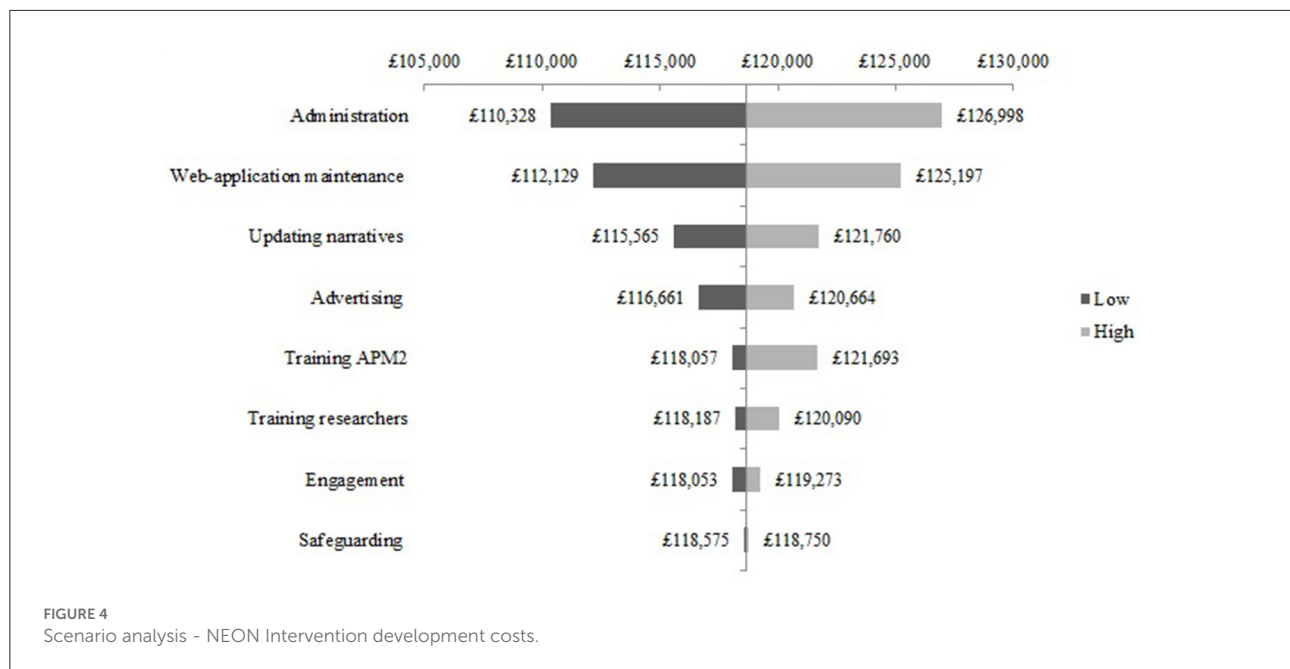 £105,000 £110,000 £115,000 £120,000 £125,000 £130,000
Administration £110,328 £126,998
Web-application maintenance £112,129 £125,197
Updating narratives £115,565 £121,760
Advertising £116,661 £120,664
Low
High
Training APM2 £118,057 £121,693
Training researchers £118,187 £120,090
Engagement £118,053 £119,273
Safeguarding £118,575 £118,750
FIGURE 4
Scenario analysis - NEON Intervention development costs.